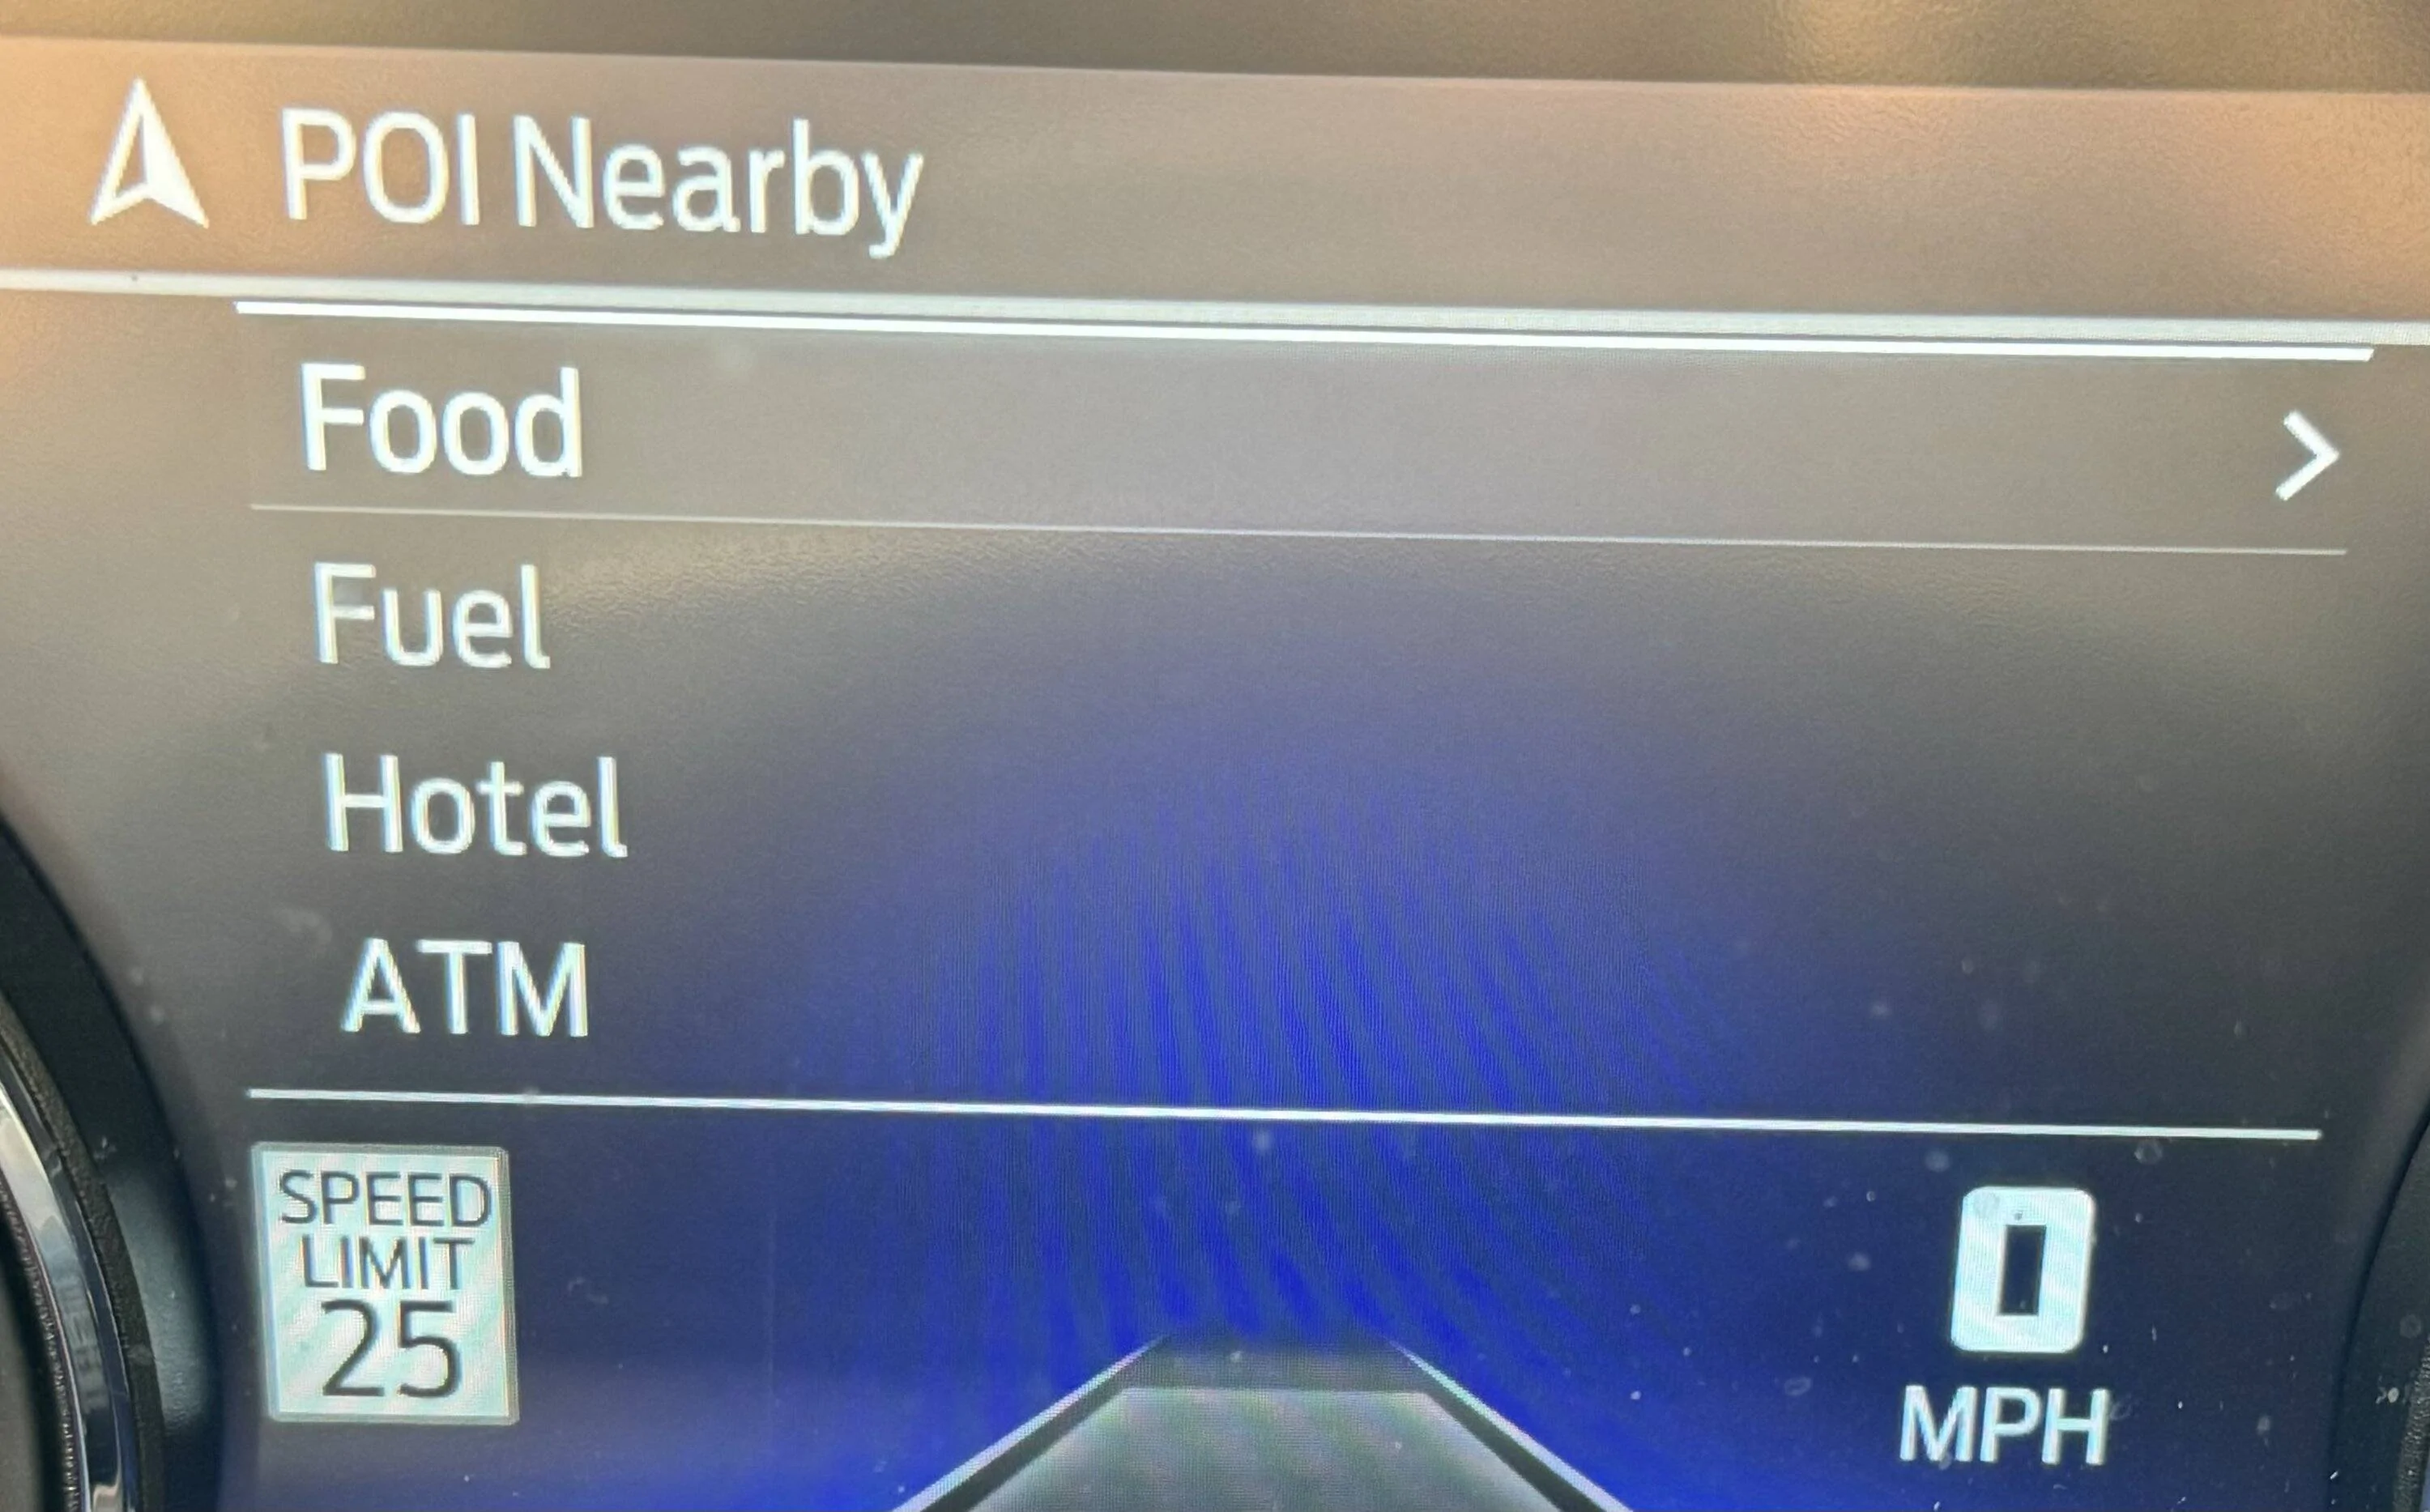 POI Nearby
Food
Fuel
Hotel
ATM
SPEED
LIMIT
25
0
MPH